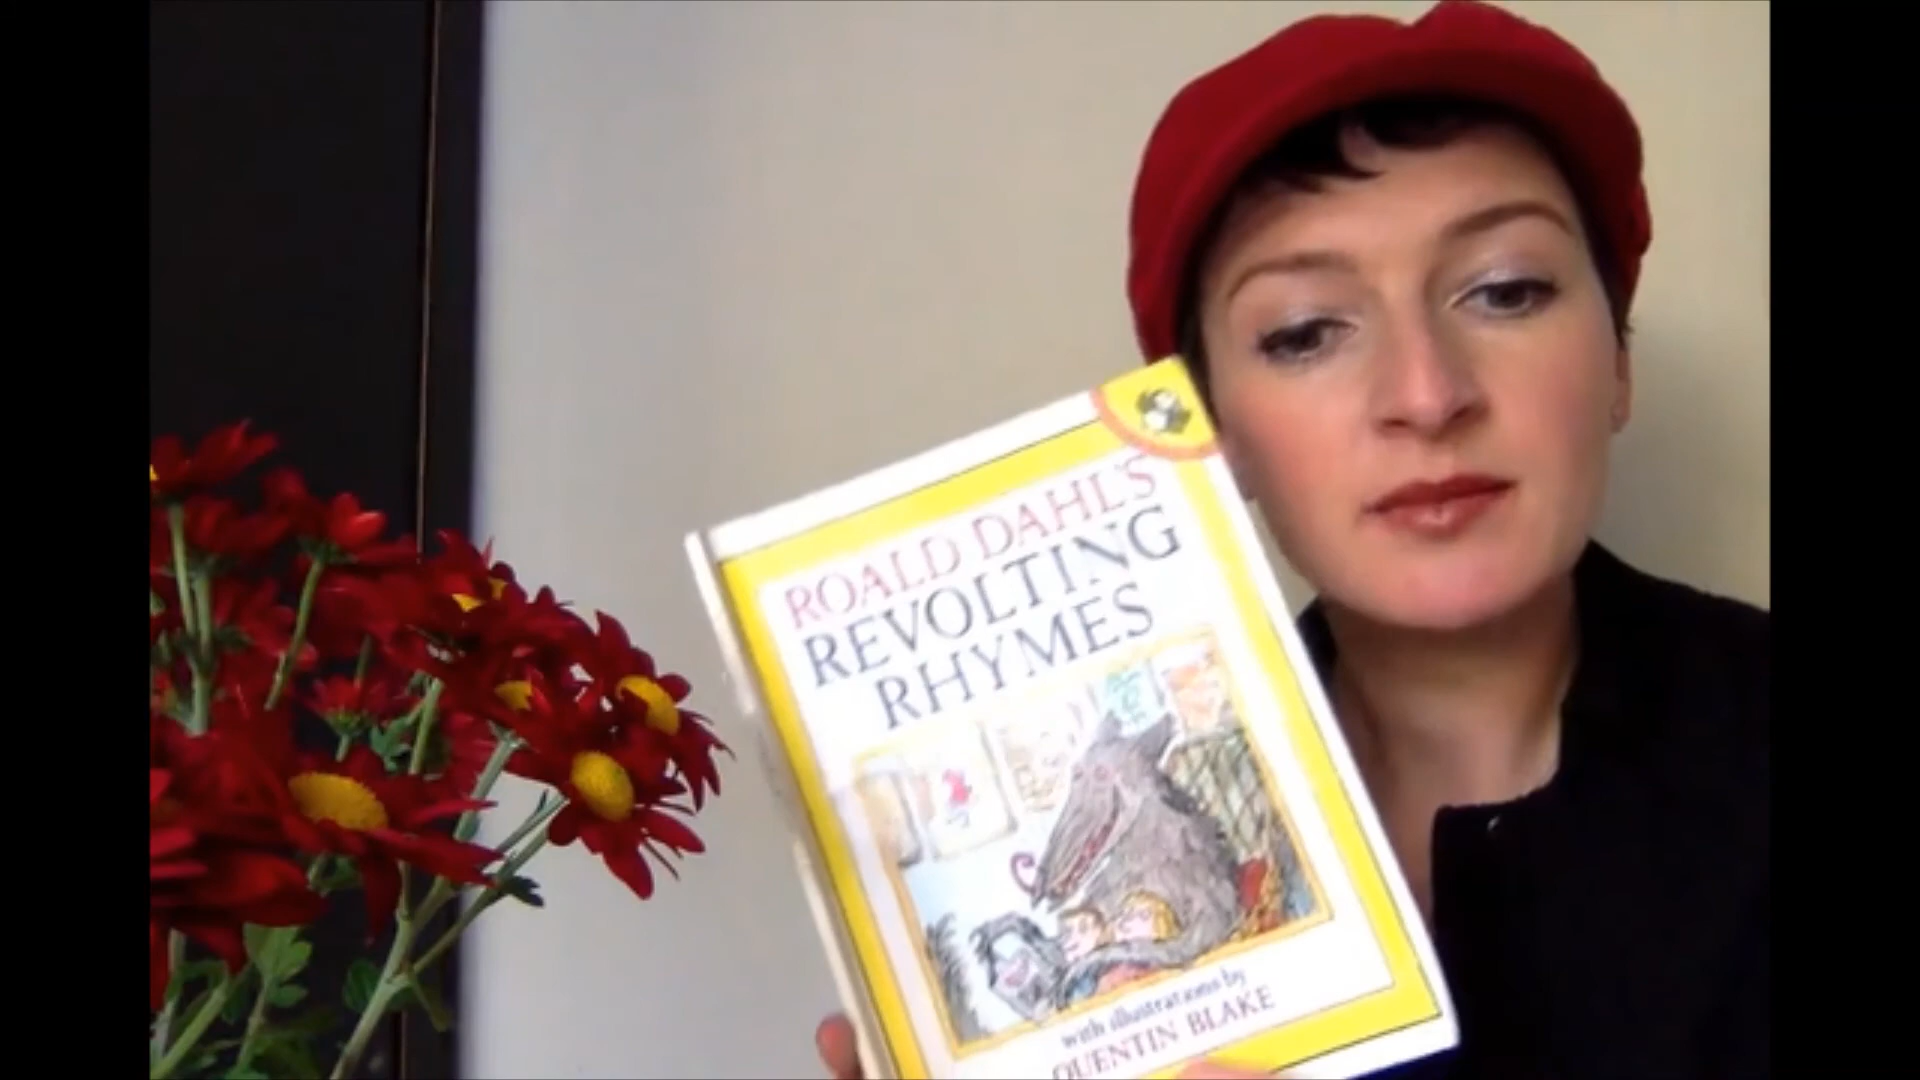 ROALD DAHL'S
REVOLTING
RHYMES
with illustrations by
QUENTIN BLAKE